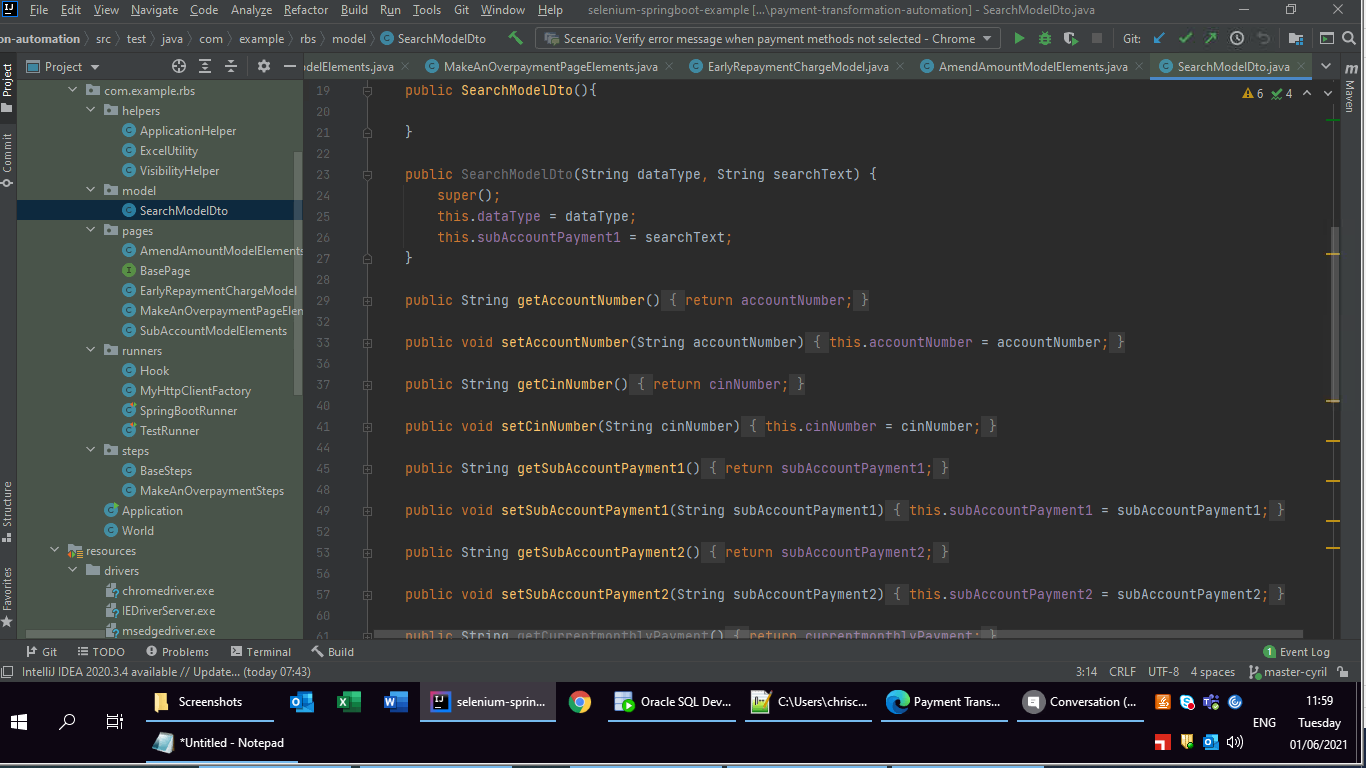 File Edit View Navigate Code Analyze Refactor Build Run Tools Git Window Help selenium-springboot-example [...\payment-transformation-automation] - SearchModelDto.java
on-automation src test java com example rbs model SearchModelDto Scenario: Verify error message when payment methods not selected - Chrome Git:
Project
delElements.java MakeAnOverpaymentPageElements.java EarlyRepaymentChargeModel.java AmendAmountModelElements.java SearchModelDto.java
Project
Commit
Structure
Favorites
Maven
com.example.rbs
helpers
ApplicationHelper
ExcelUtility
VisibilityHelper
model
SearchModelDto
pages
AmendAmountModelElements
BasePage
EarlyRepaymentChargeModel
MakeAnOverpaymentPageElen
SubAccountModelElements
runners
Hook
MyHttpClientFactory
SpringBootRunner
TestRunner
steps
BaseSteps
MakeAnOverpaymentSteps
Application
World
resources
drivers
chromedriver.exe
IEDriverServer.exe
msedgedriver.exe
6 4
19 public SearchModelDto(){
20
21 }
22
23 public SearchModelDto(String dataType, String searchText) {
24 super();
25 this.dataType = dataType;
26 this.subAccountPayment1 = searchText;
27 }
28
29 public String getAccountNumber() { return accountNumber; }
32
33 public void setAccountNumber(String accountNumber) { this.accountNumber = accountNumber; }
36
37 public String getCinNumber() { return cinNumber; }
40
41 public void setCinNumber(String cinNumber) { this.cinNumber = cinNumber; }
44
45 public String getSubAccountPayment1() { return subAccountPayment1; }
48
49 public void setSubAccountPayment1(String subAccountPayment1) { this.subAccountPayment1 = subAccountPayment1; }
52
53 public String getSubAccountPayment2() { return subAccountPayment2; }
56
57 public void setSubAccountPayment2(String subAccountPayment2) { this.subAccountPayment2 = subAccountPayment2; }
60
61 public String getCurrentmonthlyPayment() { return currentmonthlyPayment; }
Git TODO Problems Terminal Build 1 Event Log
IntelliJ IDEA 2020.3.4 available // Update... (today 07:43) 3:14 CRLF UTF-8 4 spaces master-cyril
Screenshots selenium-sprin... Oracle SQL Dev... C:\Users\chrisc... Payment Trans... Conversation (... 11:59
ENG Tuesday
*Untitled - Notepad 01/06/2021